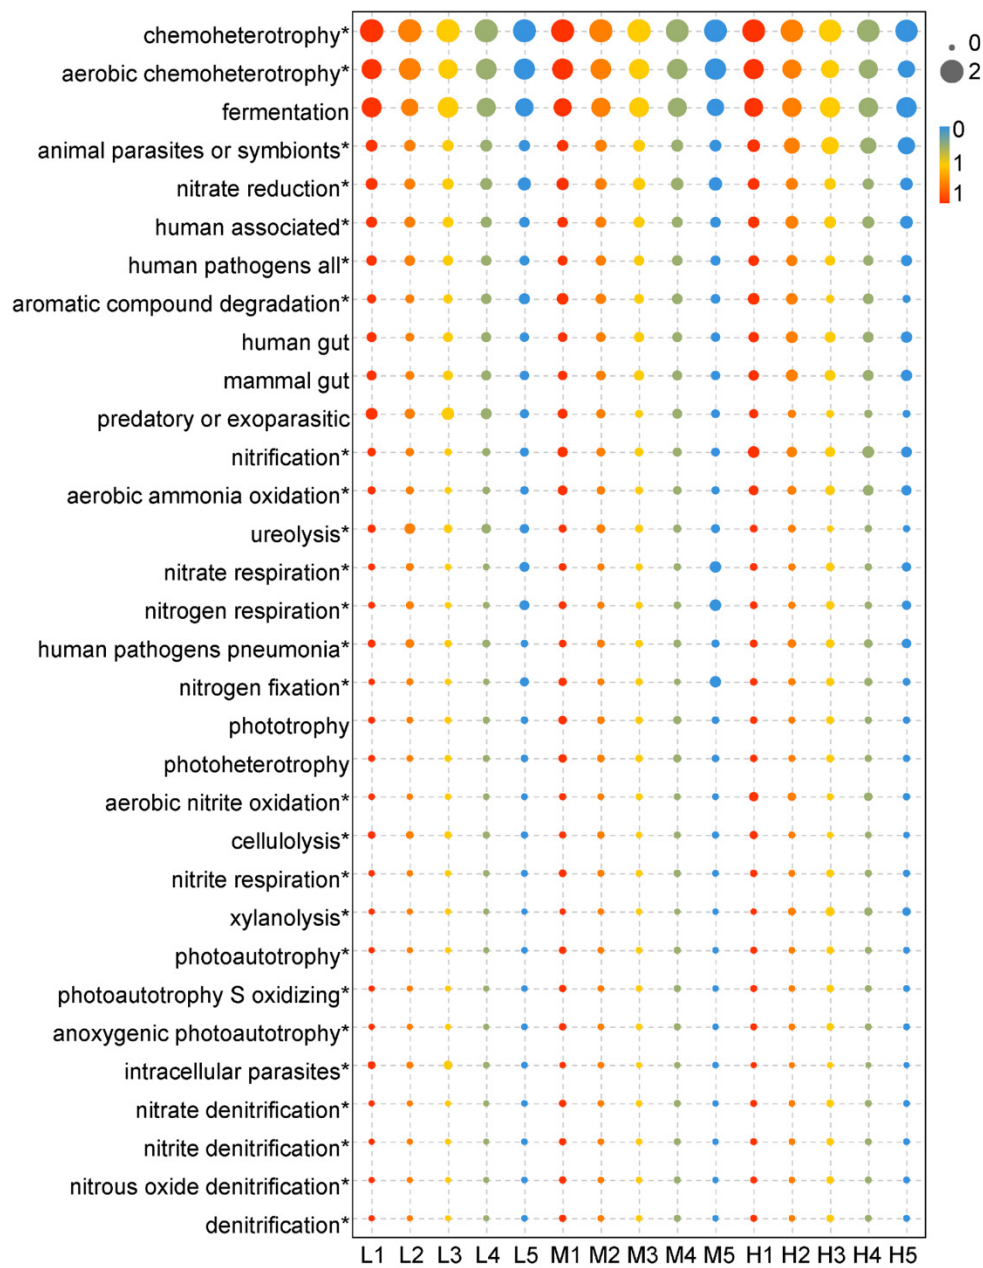 chemoheterotrophy*
aerobic chemoheterotrophy*
fermentation
animal parasites or symbionts*
nitrate reduction*
human associated*
human pathogens all*
aromatic compound degradation*
human gut
mammal gut
predatory or exoparasitic
nitrification*
aerobic ammonia oxidation*
ureolysis*
nitrate respiration*
nitrogen respiration*
human pathogens pneumonia*
nitrogen fixation*
phototrophy
photoheterotrophy
aerobic nitrite oxidation*
cellulolysis*
nitrite respiration*
xylanolysis*
photoautotrophy*
photoautotrophy S oxidizing*
anoxygenic photoautotrophy*
intracellular parasites*
nitrate denitrification*
nitrite denitrification*
nitrous oxide denitrification*
denitrification*
L1 L2 L3 L4 L5 M1 M2 M3 M4 M5 H1 H2 H3 H4 H5
0
2
0
1
1